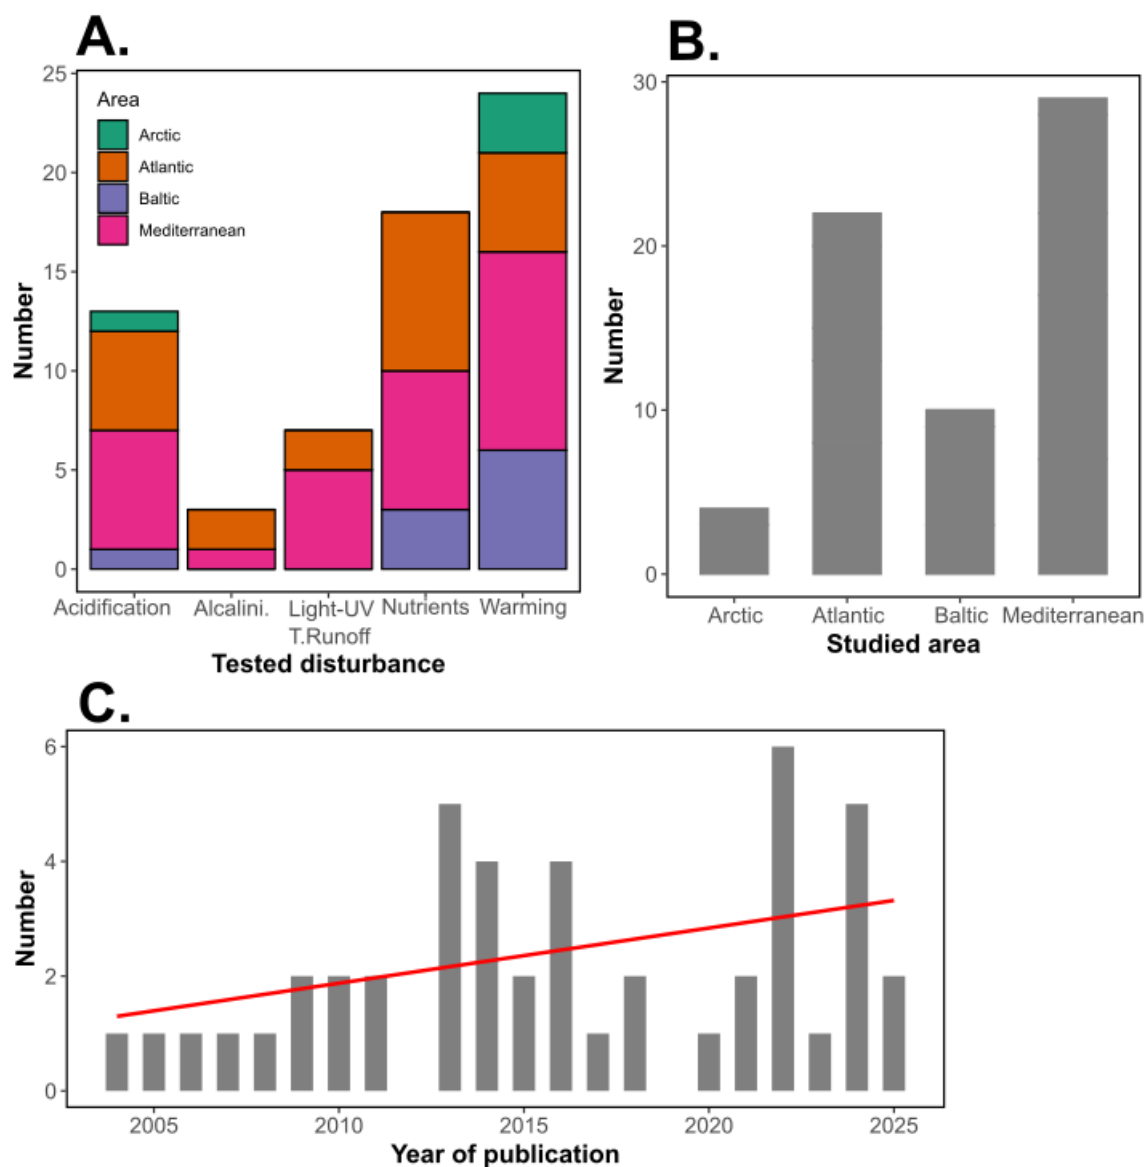 A.
25
20
15
10
5
0
Number
Area
Arctic
Atlantic
Baltic
Mediterranean
Acidification Alcalini. Light-UV Nutrients Warming
T.Runoff
Tested disturbance
B.
30
20
10
0
Number
Arctic Atlantic Baltic Mediterranean
Studied area
C.
6
4
2
0
Number
2005 2010 2015 2020 2025
Year of publication